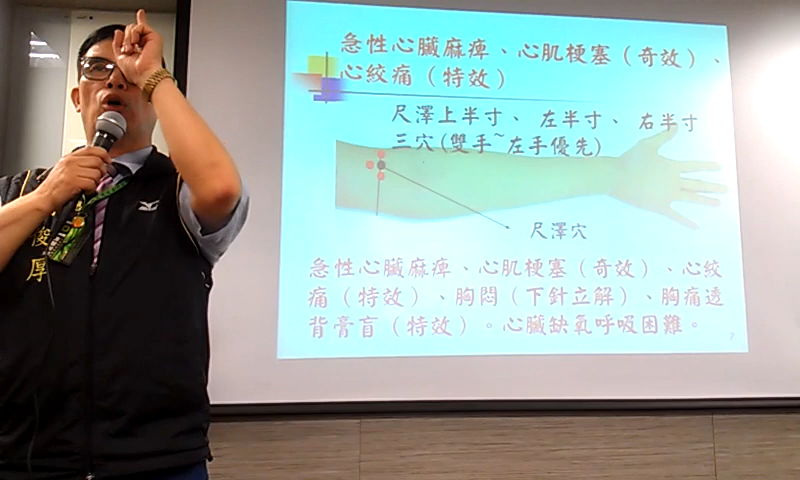 急性心臟麻痺、心肌梗塞（奇效）、
心絞痛（特效）
尺澤上半寸、左半寸、右半寸
三穴(雙手~左手優先)
尺澤穴
急性心臟麻痺、心肌梗塞（奇效）、心絞
痛（特效）、胸悶（下針立解）、胸痛透
背膏盲（特效）。心臟缺氧呼吸困難。
7
俊厚